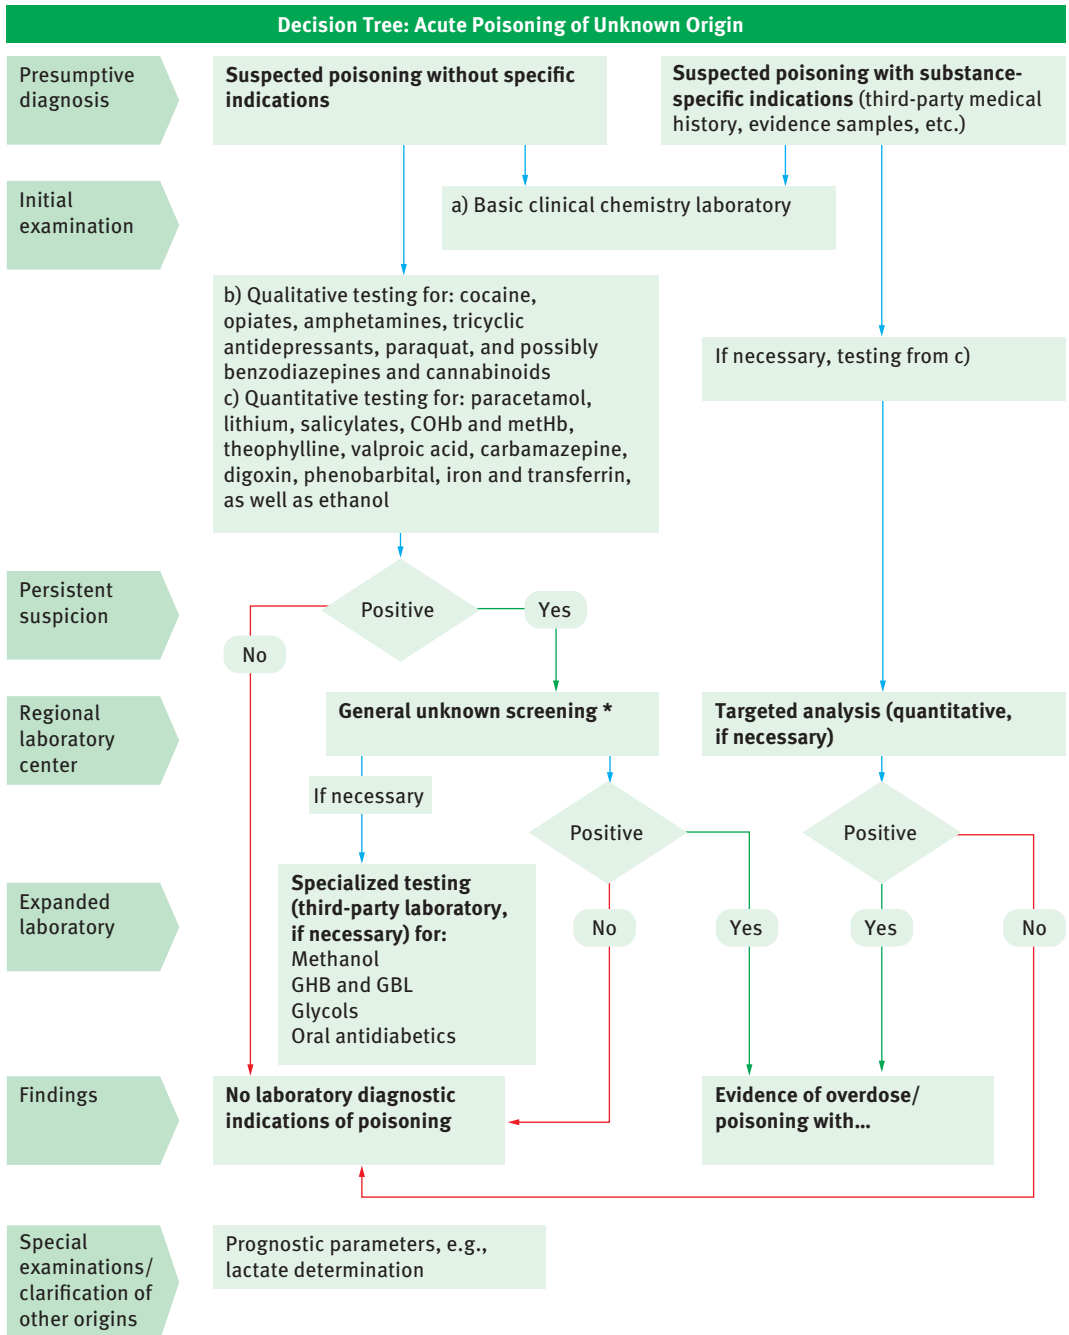 Decision Tree: Acute Poisoning of Unknown Origin
Presumptive
diagnosis
Suspected poisoning without specific
indications
Suspected poisoning with substance-
specific indications (third-party medical
history, evidence samples, etc.)
Initial
examination
a) Basic clinical chemistry laboratory
b) Qualitative testing for: cocaine,
opiates, amphetamines, tricyclic
antidepressants, paraquat, and possibly
benzodiazepines and cannabinoids
c) Quantitative testing for: paracetamol,
lithium, salicylates, COHb and metHb,
theophylline, valproic acid, carbamazepine,
digoxin, phenobarbital, iron and transferrin,
as well as ethanol
If necessary, testing from c)
Persistent
suspicion
Positive
Yes
No
Regional
laboratory
center
General unknown screening *
Targeted analysis (quantitative,
if necessary)
If necessary
Positive
Positive
Expanded
laboratory
Specialized testing
(third-party laboratory,
if necessary) for:
Methanol
GHB and GBL
Glycols
Oral antidiabetics
No
Yes
Yes
No
Findings
No laboratory diagnostic
indications of poisoning
Evidence of overdose/
poisoning with...
Special
examinations/
clarification of
other origins
Prognostic parameters, e.g.,
lactate determination